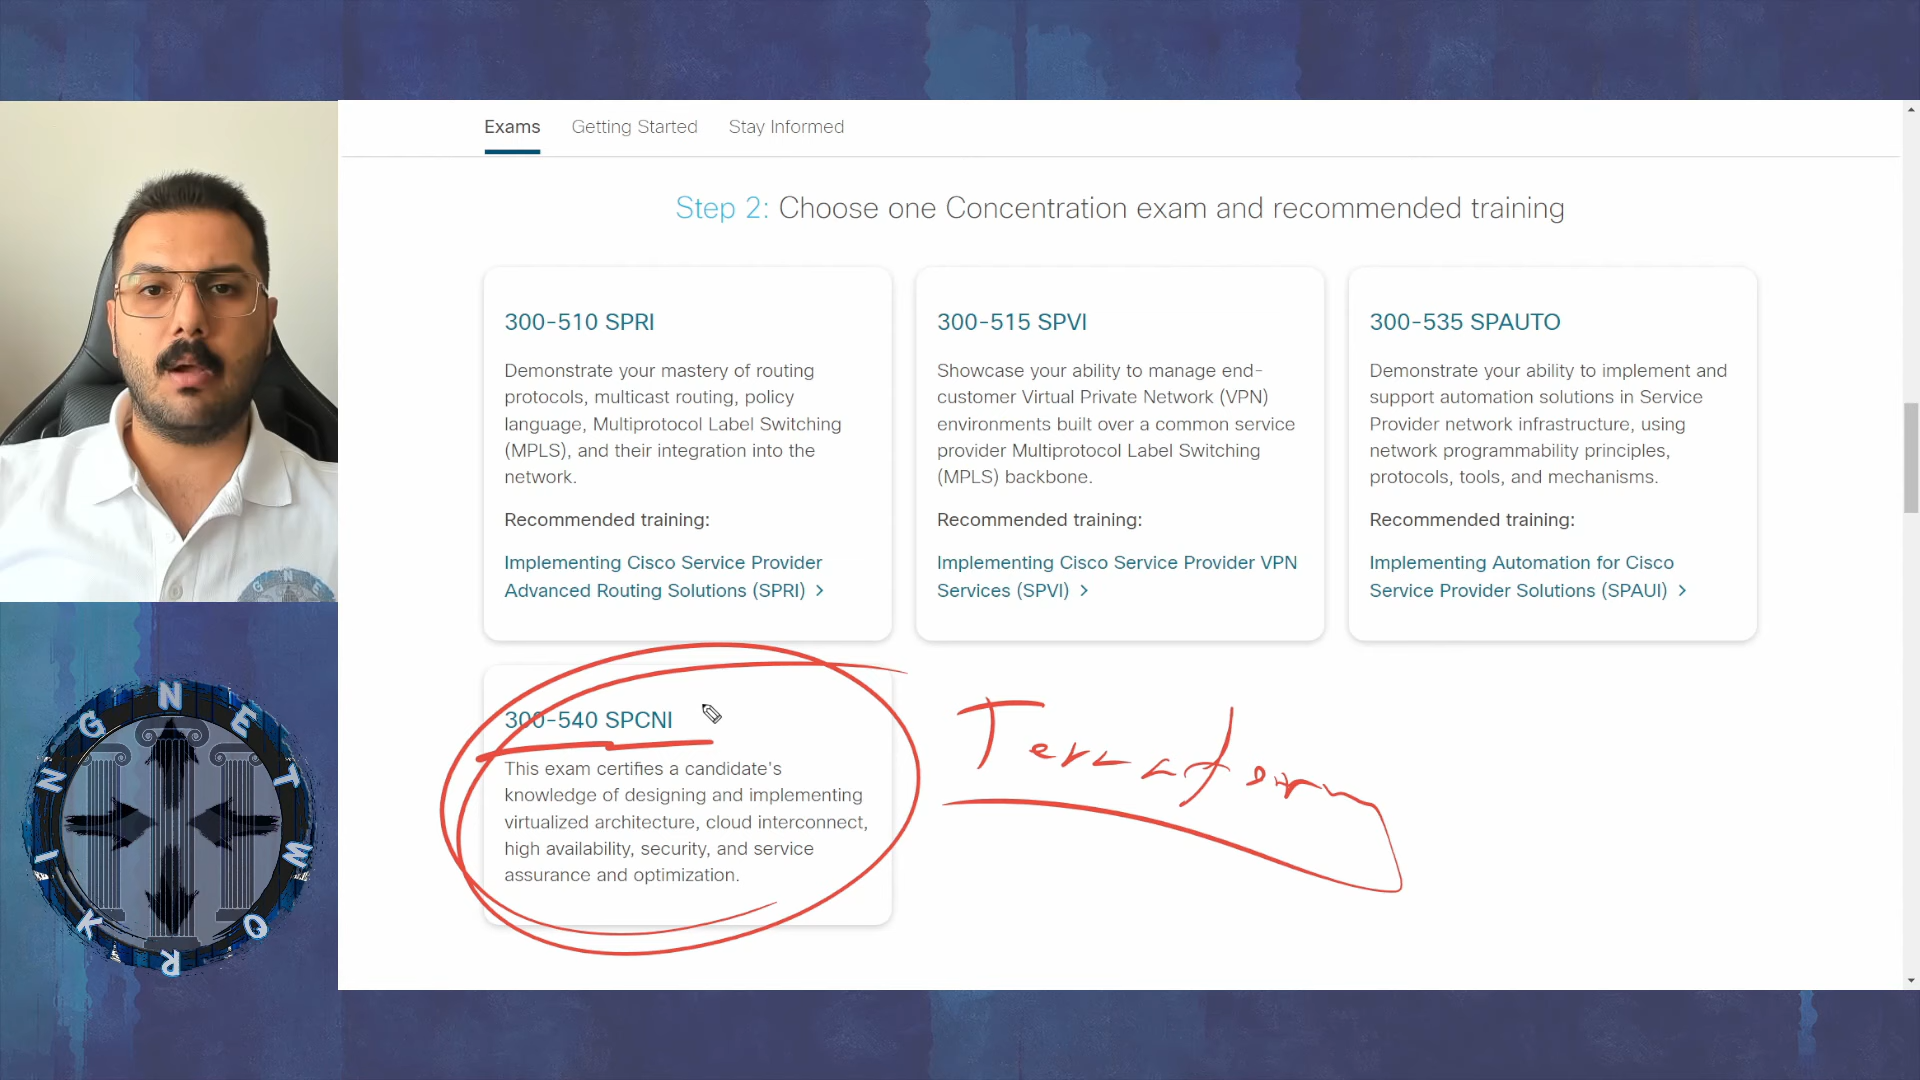 Exams Getting Started Stay Informed
Step 2: Choose one Concentration exam and recommended training
300-510 SPRI
Demonstrate your mastery of routing
protocols, multicast routing, policy
language, Multiprotocol Label Switching
(MPLS), and their integration into the
network.
Recommended training:
Implementing Cisco Service Provider
Advanced Routing Solutions (SPRI) >
300-515 SPVI
Showcase your ability to manage end-
customer Virtual Private Network (VPN)
environments built over a common service
provider Multiprotocol Label Switching
(MPLS) backbone.
Recommended training:
Implementing Cisco Service Provider VPN
Services (SPVI) >
300-535 SPAUTO
Demonstrate your ability to implement and
support automation solutions in Service
Provider network infrastructure, using
network programmability principles,
protocols, tools, and mechanisms.
Recommended training:
Implementing Automation for Cisco
Service Provider Solutions (SPAUI) >
300-540 SPCNI
This exam certifies a candidate's
knowledge of designing and implementing
virtualized architecture, cloud interconnect,
high availability, security, and service
assurance and optimization.
Terraform
NETWORKING